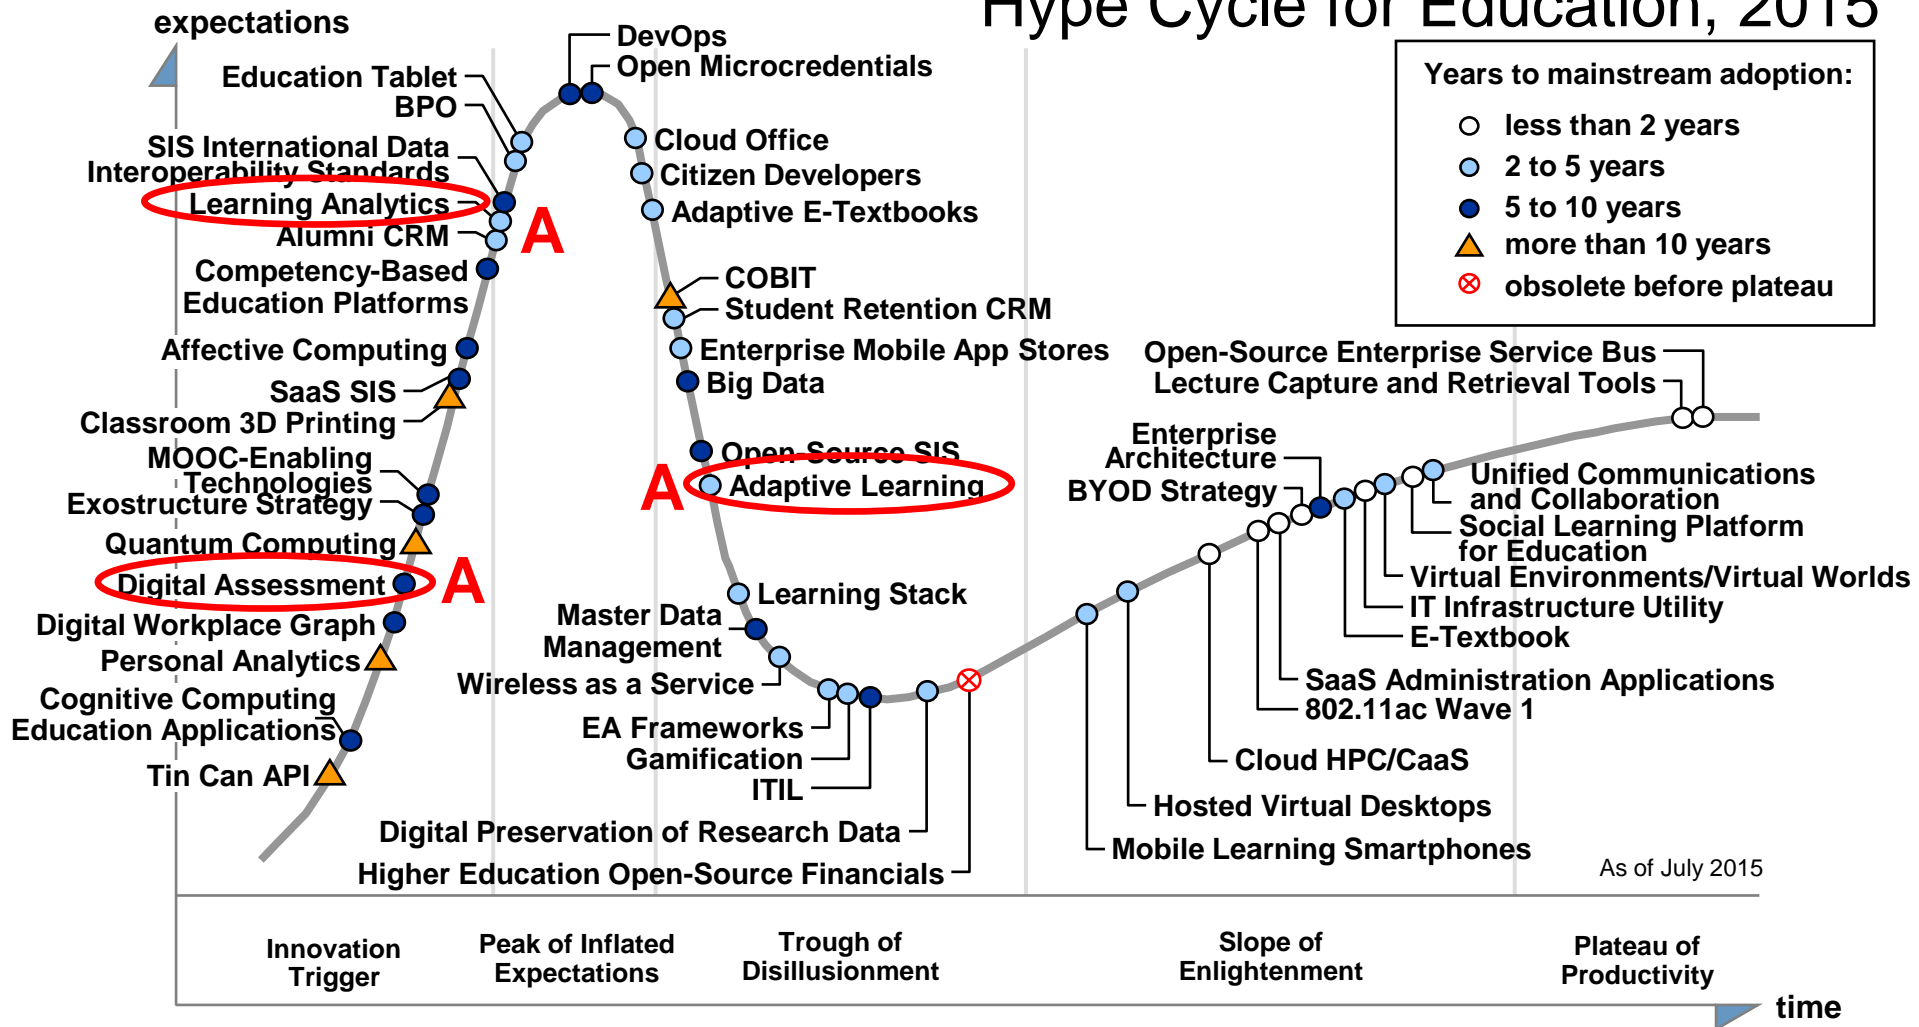 Hype Cycle for Education, 2015
expectations
DevOps
Open Microcredentials
Education Tablet
BPO
SIS International Data
Interoperability Standards
Learning Analytics
A
Alumni CRM
Competency-Based
Education Platforms
Affective Computing
SaaS SIS
Classroom 3D Printing
MOOC-Enabling
Technologies
Exostructure Strategy
Quantum Computing
Digital Assessment
A
Digital Workplace Graph
Personal Analytics
Cognitive Computing
Education Applications
Tin Can API
Cloud Office
Citizen Developers
Adaptive E-Textbooks
COBIT
Student Retention CRM
Enterprise Mobile App Stores
Big Data
Open-Source SIS
A
Adaptive Learning
Learning Stack
Master Data
Management
Wireless as a Service
EA Frameworks
Gamification
ITIL
Digital Preservation of Research Data
Higher Education Open-Source Financials
Years to mainstream adoption:
less than 2 years
2 to 5 years
5 to 10 years
more than 10 years
obsolete before plateau
Open-Source Enterprise Service Bus
Lecture Capture and Retrieval Tools
Enterprise
Architecture
BYOD Strategy
Unified Communications
and Collaboration
Social Learning Platform
for Education
Virtual Environments/Virtual Worlds
IT Infrastructure Utility
E-Textbook
SaaS Administration Applications
802.11ac Wave 1
Cloud HPC/CaaS
Hosted Virtual Desktops
Mobile Learning Smartphones
As of July 2015
Innovation
Trigger
Peak of Inflated
Expectations
Trough of
Disillusionment
Slope of
Enlightenment
Plateau of
Productivity
time